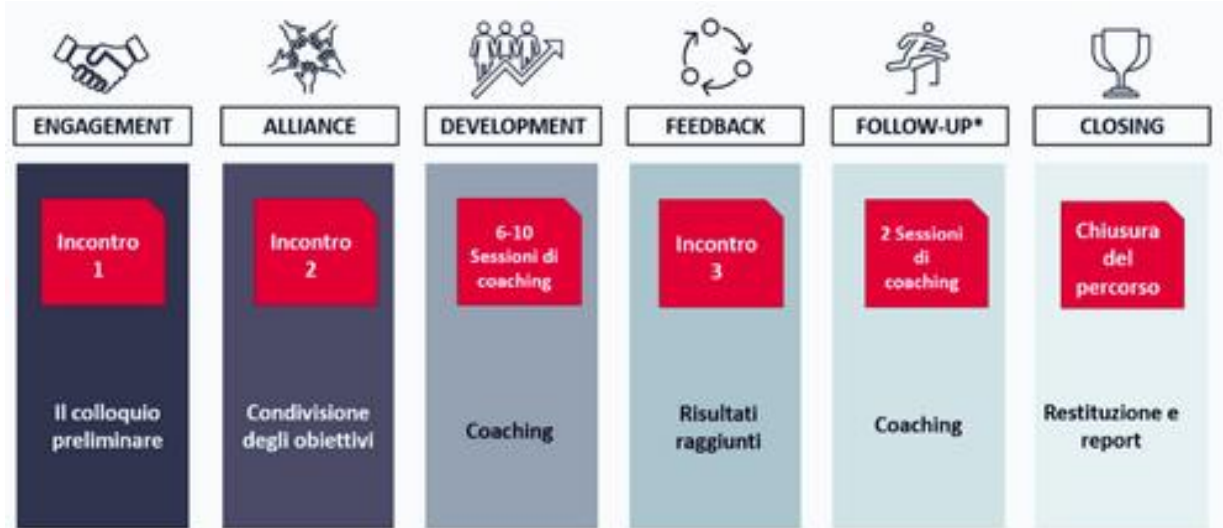 ENGAGEMENT
ALLIANCE
DEVELOPMENT
FEEDBACK
FOLLOW-UP*
CLOSING
Incontro
1
Incontro
2
6-10
Sessioni di
coaching
Incontro
3
2 Sessioni
di
coaching
Chiusura
del
percorso
Il colloquio
preliminare
Condivisione
degli obiettivi
Coaching
Risultati
raggiunti
Coaching
Restituzione e
report